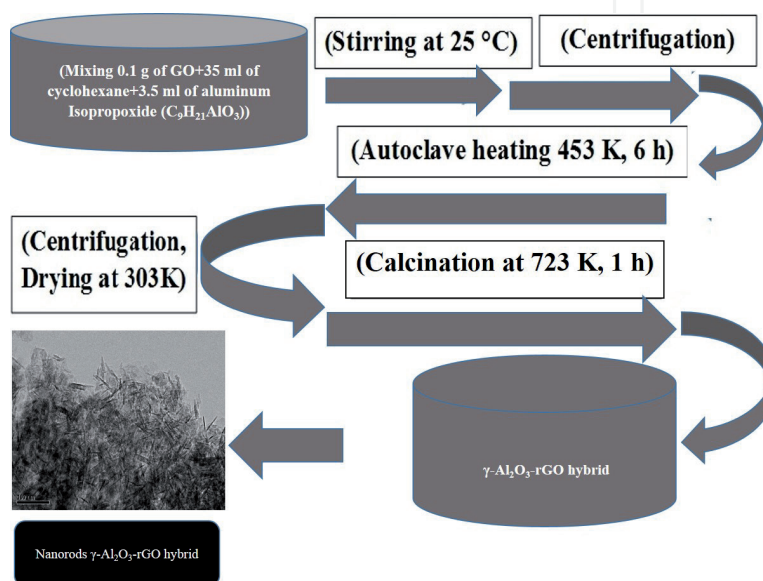 (Mixing 0.1 g of GO+35 ml of
cyclohexane+3.5 ml of aluminum
Isopropoxide (C₉H₂₁AlO₃))
(Stirring at 25 °C)
(Centrifugation)
(Autoclave heating 453 K, 6 h)
(Centrifugation,
Drying at 303K)
(Calcination at 723 K, 1 h)
γ-Al₂O₃-rGO hybrid
Nanorods γ-Al₂O₃-rGO hybrid